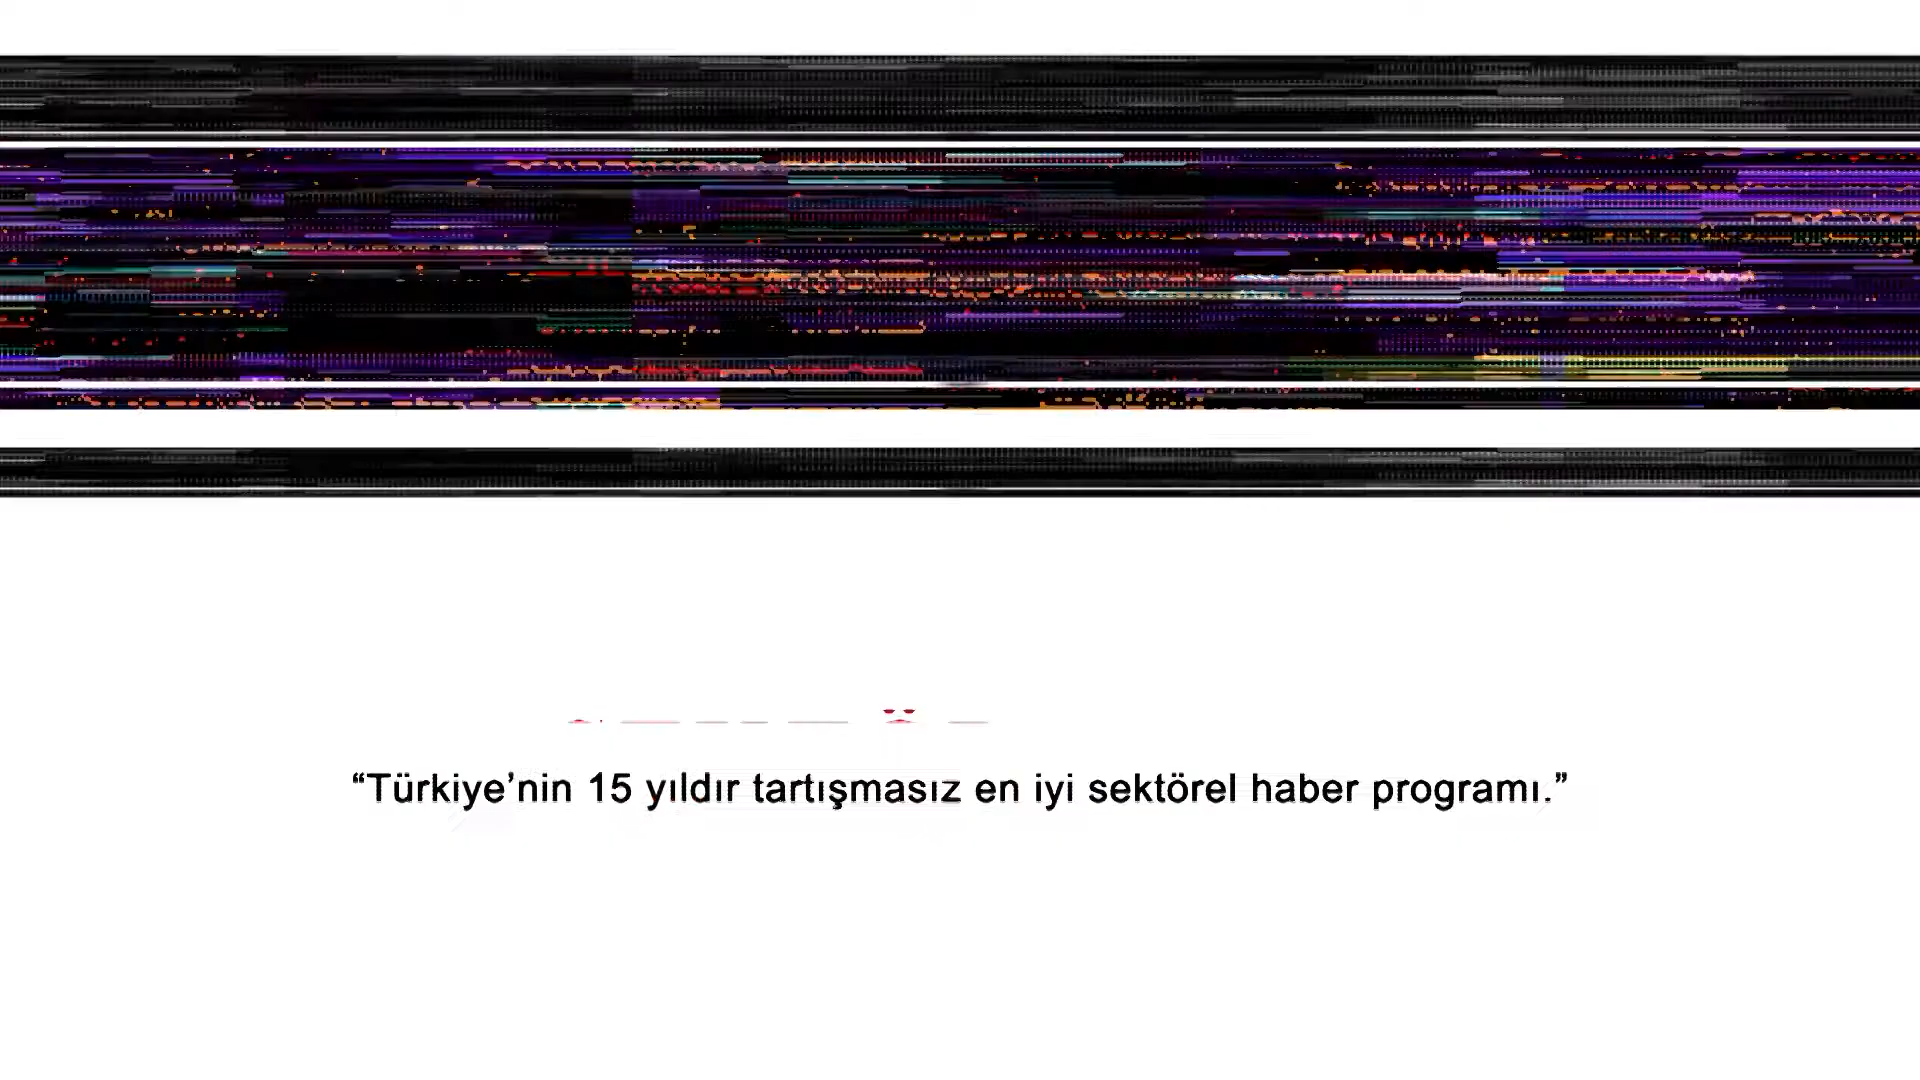 “Türkiye’nin 15 yıldır tartışmasız en iyi sektörel haber programı.”